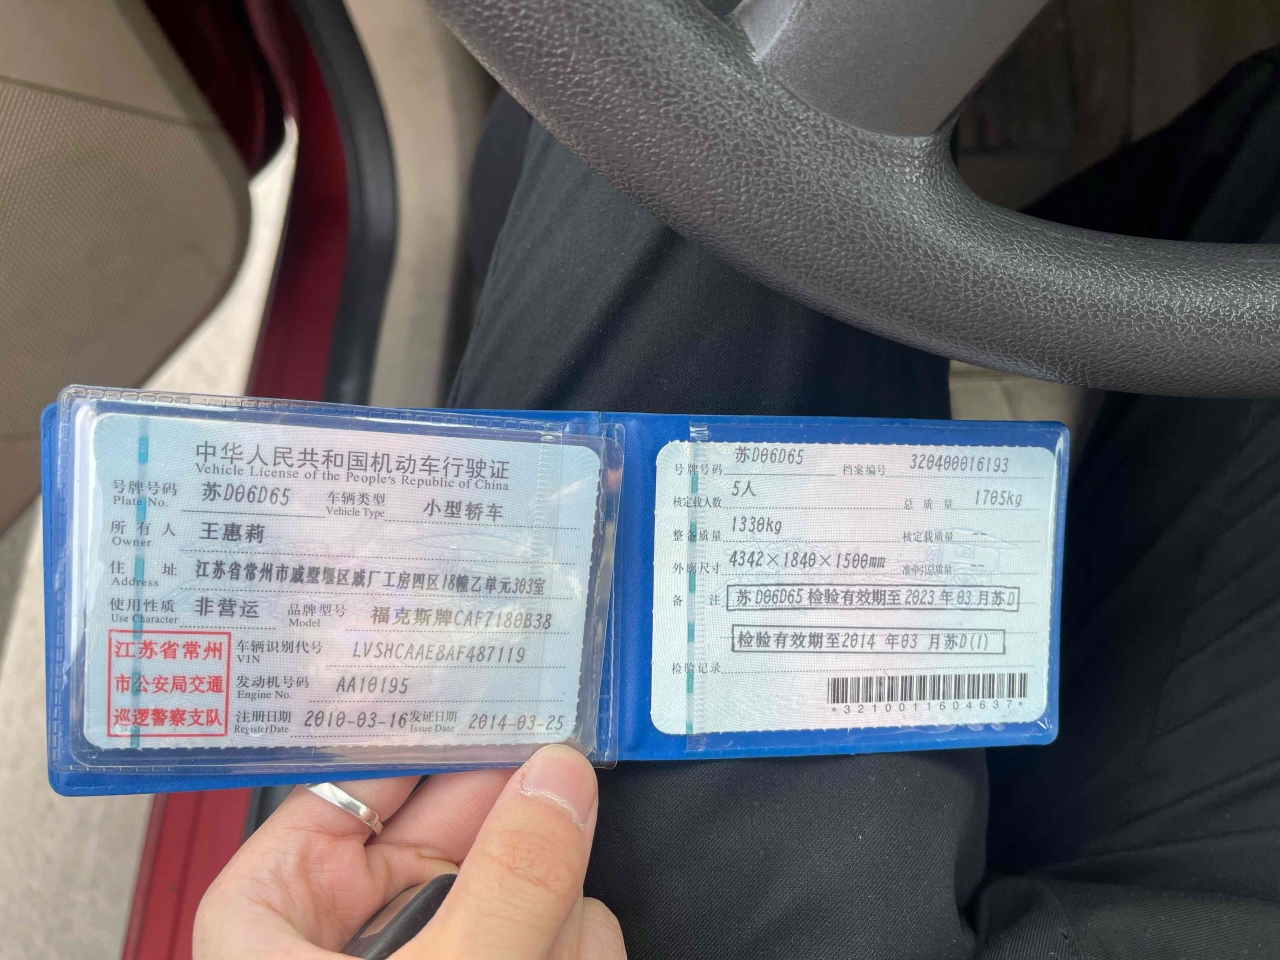 中华人民共和国机动车行驶证
Vehicle License of the People's Republic of China
号牌号码 苏D06D65 车辆类型 小型轿车
Plate No. Vehicle Type
所有人 王惠莉
Owner
住址 江苏省常州市戚墅堰区戚厂工房四区18幢乙单元303室
Address
使用性质 非营运 品牌型号 福克斯牌CAF7180B38
Use Character Model
江苏省常州
市公安局交通
巡逻警察支队
车辆识别代号 LVSHCAAE8AF487119
VIN
发动机号码 AA10195
Engine No.
注册日期 2010-03-16 发证日期 2014-03-25
Register Date Issue Date
号牌号码 苏D06D65 档案编号 320400016193
核定载人数 5人 总质量 1705kg
整备质量 1330kg 核定载质量 --
外廓尺寸 4342×1840×1500mm 准牵引总质量 --
备注 苏D06D65检验有效期至2023年03月苏D
检验有效期至2014年03月苏D(1)
检验记录
*3210011604637*